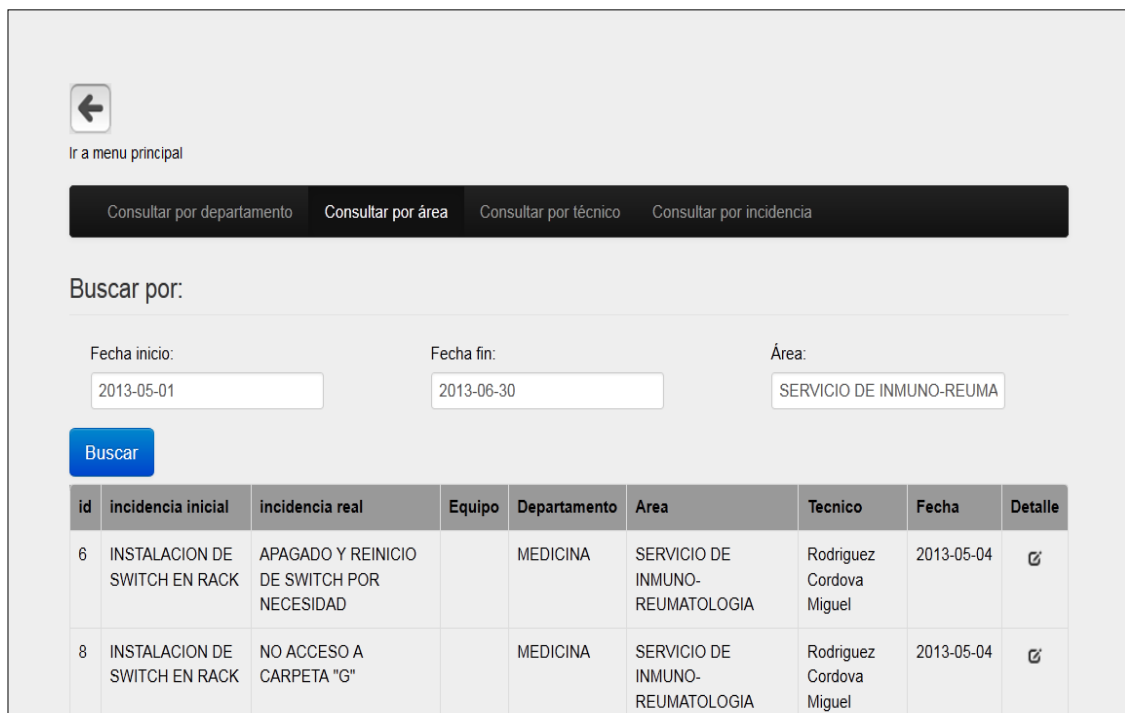 Ir a menu principal
Consultar por departamento Consultar por área Consultar por técnico Consultar por incidencia
Buscar por:
Fecha inicio: Fecha fin: Área:
2013-05-01 2013-06-30 SERVICIO DE INMUNO-REUMA
Buscar
id incidencia inicial incidencia real Equipo Departamento Area Tecnico Fecha Detalle
6 INSTALACION DE APAGADO Y REINICIO MEDICINA SERVICIO DE Rodriguez 2013-05-04
SWITCH EN RACK DE SWITCH POR INMUNO- Cordova
NECESIDAD REUMATOLOGIA Miguel
8 INSTALACION DE NO ACCESO A MEDICINA SERVICIO DE Rodriguez 2013-05-04
SWITCH EN RACK CARPETA "G" INMUNO- Cordova
REUMATOLOGIA Miguel